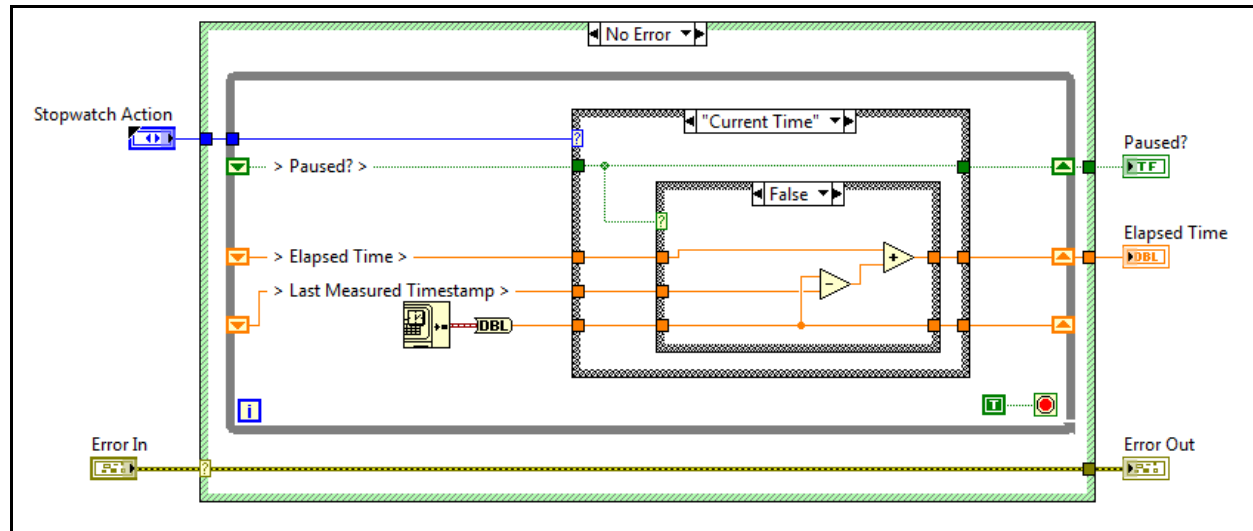 No Error
Stopwatch Action
"Current Time"
Paused?
> Paused? >
TF
False
Elapsed Time
> Elapsed Time >
DBL
> Last Measured Timestamp >
DBL
i
T
Error In
Error Out
?
?
?